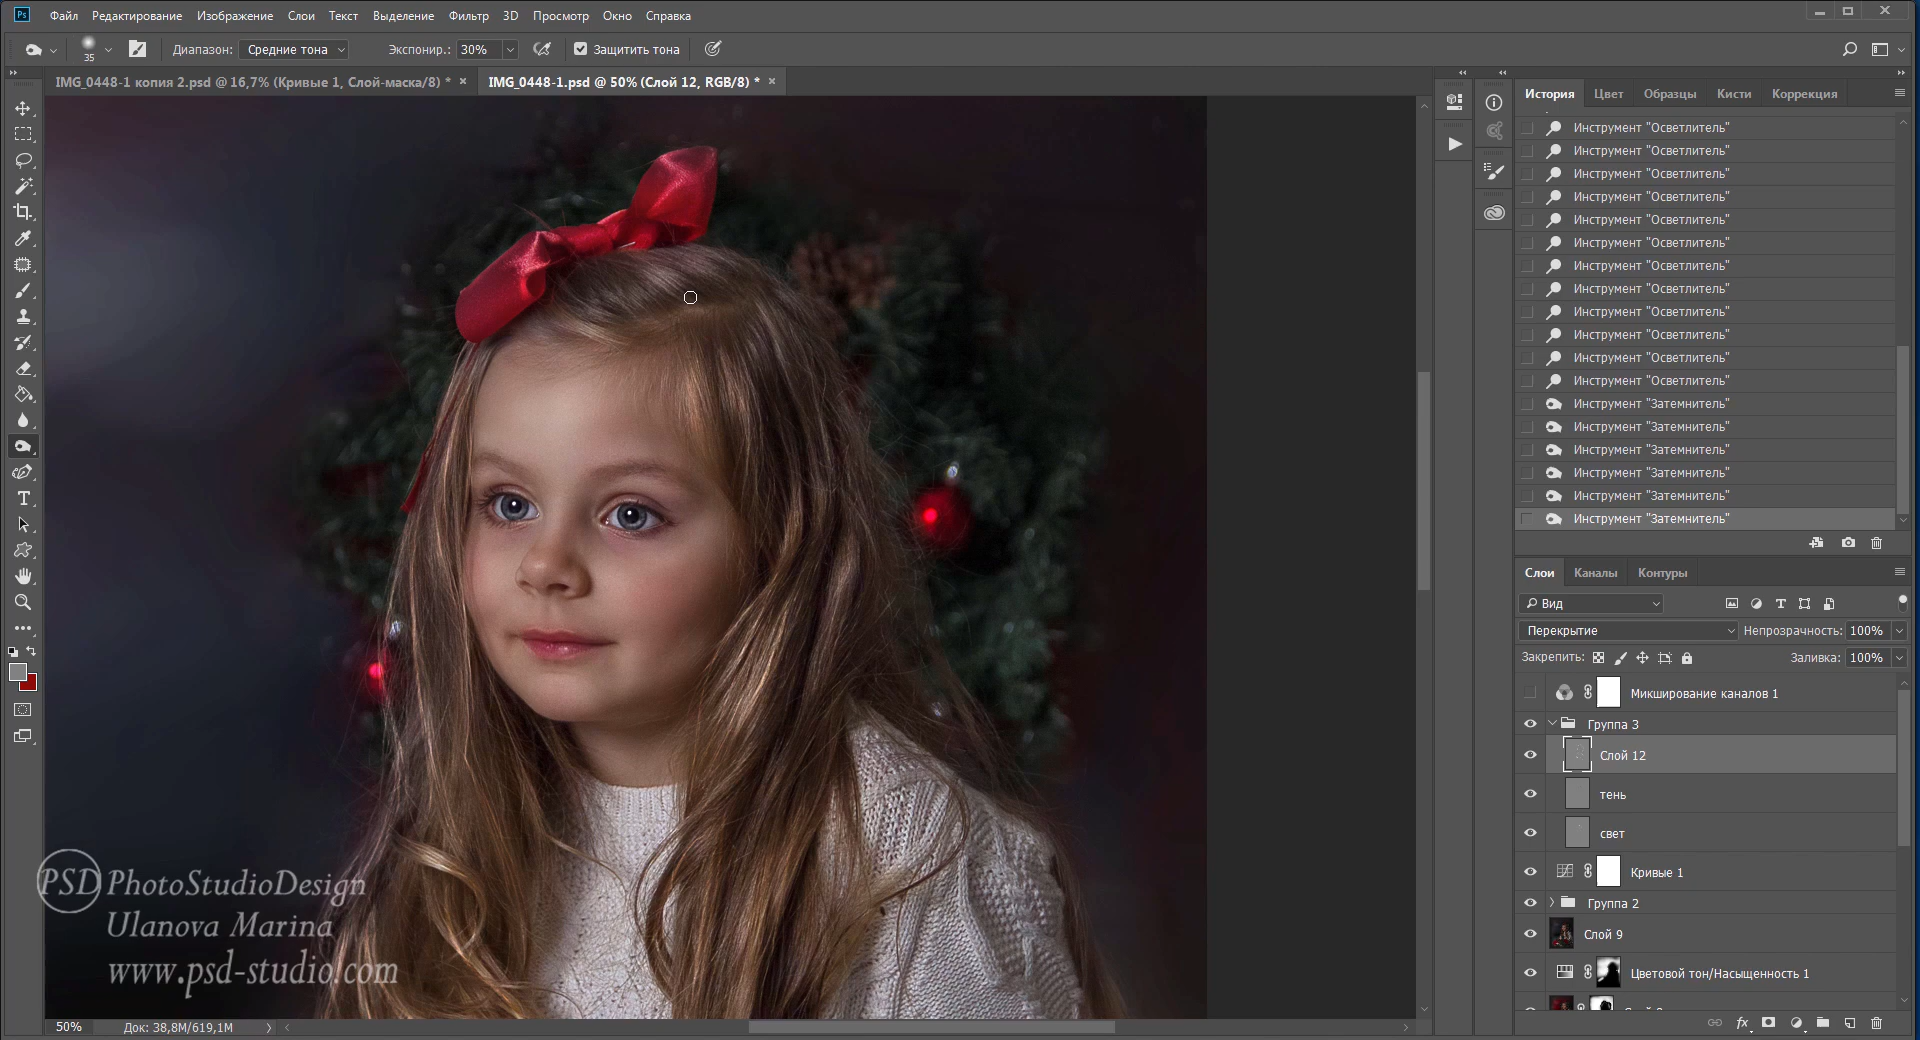 Ps Файл Редактирование Изображение Слои Текст Выделение Фильтр 3D Просмотр Окно Справка
35 Диапазон: Средние тона Экспонир.: 30% Защитить тона
IMG_0448-1 копия 2.psd @ 16,7% (Кривые 1, Слой-маска/8) * × IMG_0448-1.psd @ 50% (Слой 12, RGB/8) * ×
История Цвет Образцы Кисти Коррекция
Инструмент "Осветлитель"
Инструмент "Осветлитель"
Инструмент "Осветлитель"
Инструмент "Осветлитель"
Инструмент "Осветлитель"
Инструмент "Осветлитель"
Инструмент "Осветлитель"
Инструмент "Осветлитель"
Инструмент "Осветлитель"
Инструмент "Осветлитель"
Инструмент "Осветлитель"
Инструмент "Осветлитель"
Инструмент "Затемнитель"
Инструмент "Затемнитель"
Инструмент "Затемнитель"
Инструмент "Затемнитель"
Инструмент "Затемнитель"
Инструмент "Затемнитель"
Слои Каналы Контуры
Вид
Перекрытие Непрозрачность: 100%
Закрепить: Заливка: 100%
Микширование каналов 1
Группа 3
Слой 12
тень
свет
Кривые 1
Группа 2
Слой 9
Цветовой тон/Насыщенность 1
fx
PSD PhotoStudioDesign
Ulanova Marina
www.psd-studio.com
50% Док: 38,8M/619,1M